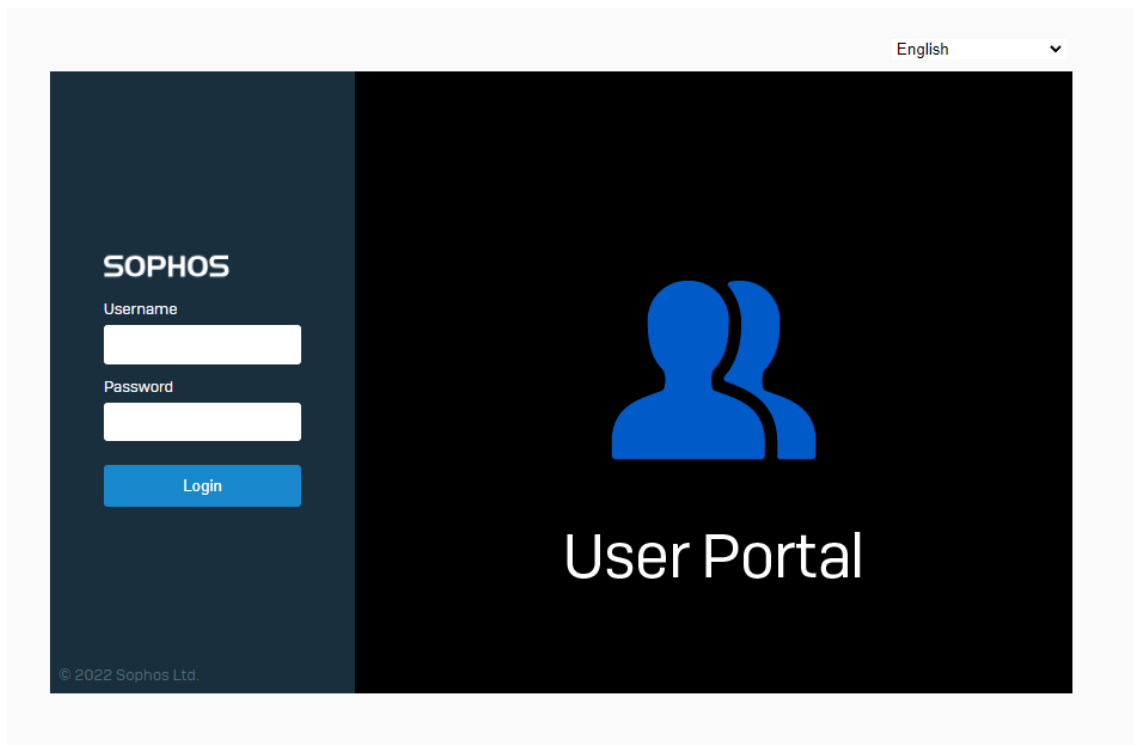 English
SOPHOS
Username
Password
Login
User Portal
© 2022 Sophos Ltd.